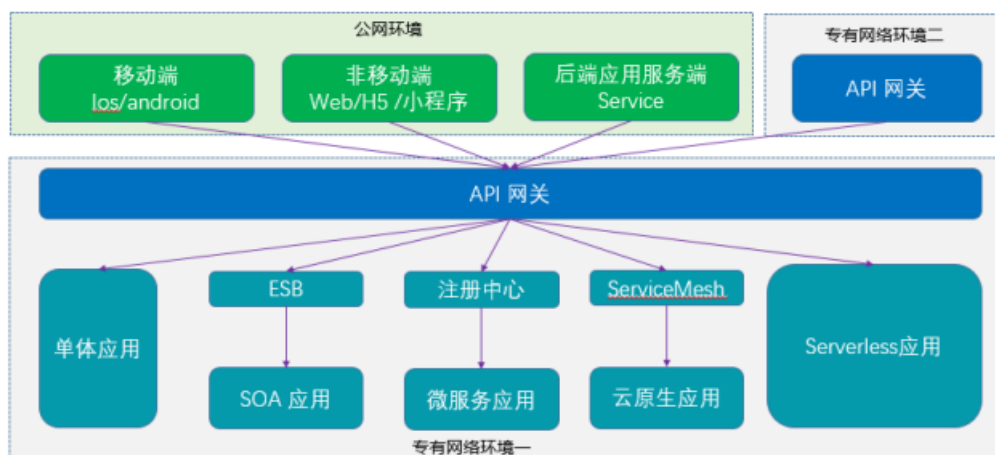 公网环境
专有网络环境二
移动端
Ios/android
非移动端
Web/H5 /小程序
后端应用服务端
Service
API 网关
API 网关
单体应用
ESB
注册中心
ServiceMesh
Serverless应用
SOA 应用
微服务应用
云原生应用
专有网络环境一